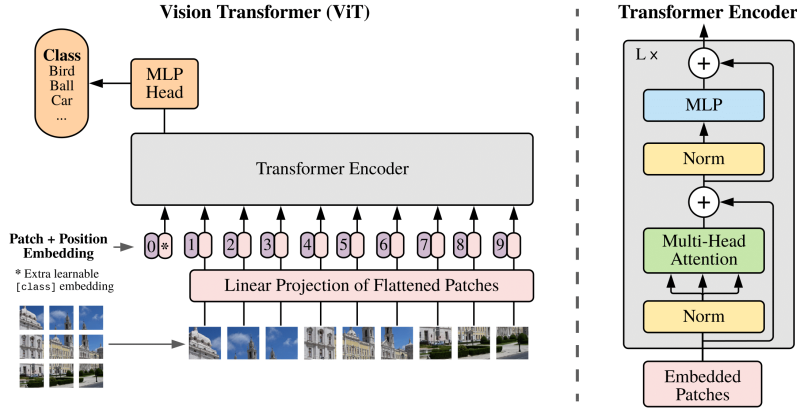 Vision Transformer (ViT)
Class
Bird
Ball
Car
...
MLP
Head
Transformer Encoder
Patch + Position
Embedding
0 * 1 2 3 4 5 6 7 8 9
* Extra learnable
[class] embedding
Linear Projection of Flattened Patches
Transformer Encoder
L x
+
MLP
Norm
+
Multi-Head
Attention
Norm
Embedded
Patches